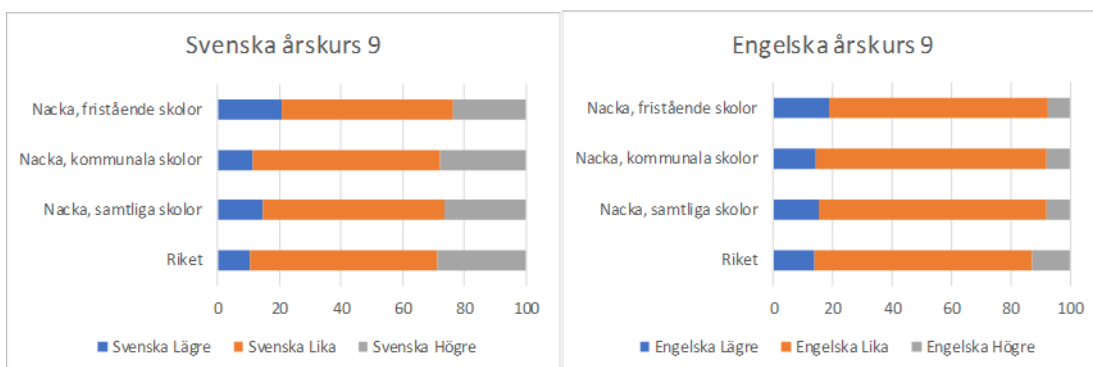 Svenska årskurs 9
Nacka, fristående skolor
Nacka, kommunala skolor
Nacka, samtliga skolor
Riket
0 20 40 60 80 100
Svenska Lägre Svenska Lika Svenska Högre
Engelska årskurs 9
Nacka, fristående skolor
Nacka, kommunala skolor
Nacka, samtliga skolor
Riket
0 20 40 60 80 100
Engelska Lägre Engelska Lika Engelska Högre